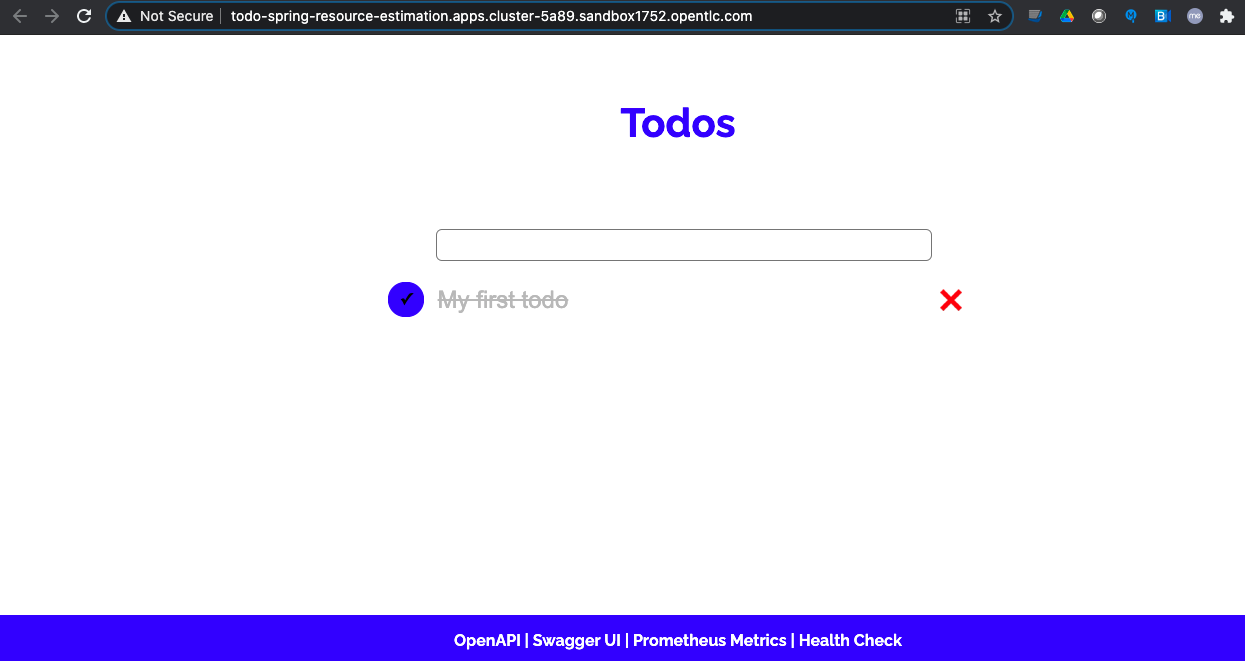 Not Secure | todo-spring-resource-estimation.apps.cluster-5a89.sandbox1752.opentlc.com
Todos
✓ My first todo ✕
OpenAPI | Swagger UI | Prometheus Metrics | Health Check